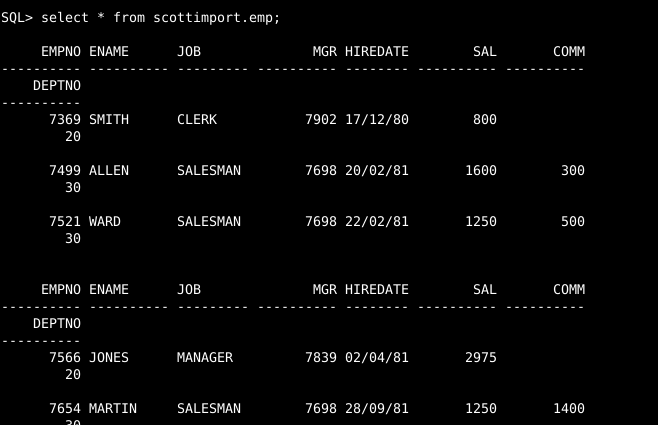 SQL> select * from scottimport.emp;
EMPNO ENAME JOB MGR HIREDATE SAL COMM
---------- ---------- --------- ---------- -------- ---------- ----------
DEPTNO
----------
7369 SMITH CLERK 7902 17/12/80 800
20
7499 ALLEN SALESMAN 7698 20/02/81 1600 300
30
7521 WARD SALESMAN 7698 22/02/81 1250 500
30
EMPNO ENAME JOB MGR HIREDATE SAL COMM
---------- ---------- --------- ---------- -------- ---------- ----------
DEPTNO
----------
7566 JONES MANAGER 7839 02/04/81 2975
20
7654 MARTIN SALESMAN 7698 28/09/81 1250 1400
30